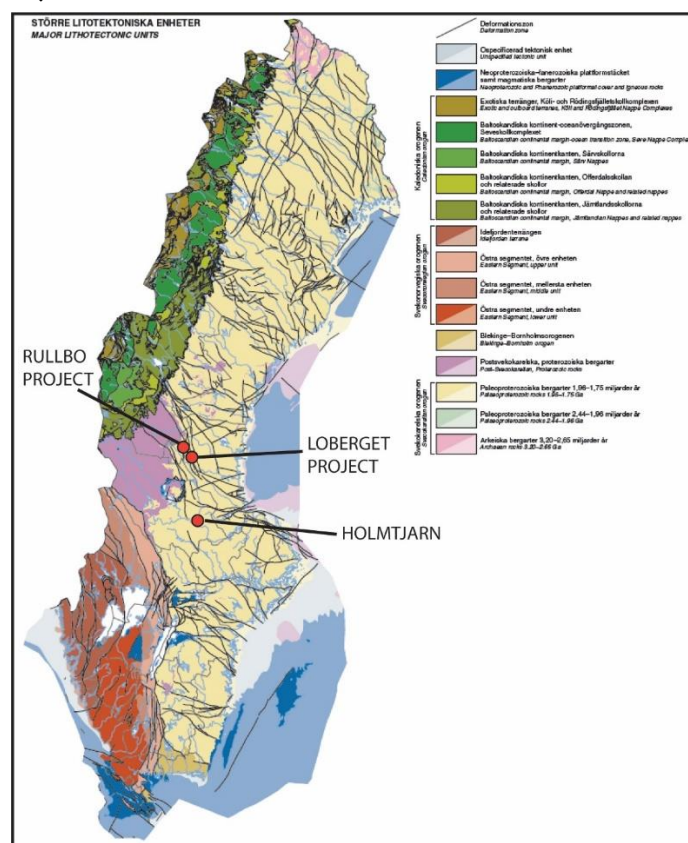 STÖRRE LITOTEKTONISKA ENHETER
MAJOR LITHOTECTONIC UNITS
RULLBO
PROJECT
LOBERGET
PROJECT
HOLMTJARN
Deformationszon
Deformation zone
Ospecificerad tektonisk enhet
Unspecified tectonic unit
Neoproterozoiska–fanerozoiska plattformstäcket
samt magmatiska bergarter
Neoproterozoic and Phanerozoic platformal cover and igneous rocks
Kaledoniska orogenen
Caledonian orogen
Exotiska terränger, Köli- och Rödingsfjälletskollkomplexen
Exotic and outboard terranes, Köli and Rödingsfjället Nappe Complexes
Baltoskandiska kontinent-oceanövergångszonen,
Seveskollkomplexet
Baltoscandian continental margin-ocean transition zone, Seve Nappe Comple
Baltoskandiska kontinentkanten, Särvskollorna
Baltoscandian continental margin, Särv Nappes
Baltoskandiska kontinentkanten, Offerdalsskollan
och relaterade skollor
Baltoscandian continental margin, Offerdal Nappe and related nappes
Baltoskandiska kontinentkanten, Jämtlandsskollorna
och relaterade skollor
Baltoscandian continental margin, Jämtlandian Nappes and related nappes
Svekonorvegiska orogenen
Sveconorwegian orogen
Idefjordenterrängen
Idefjorden terrane
Östra segmentet, övre enheten
Eastern Segment, upper unit
Östra segmentet, mellersta enheten
Eastern Segment, middle unit
Östra segmentet, undre enheten
Eastern Segment, lower unit
Blekinge–Bornholmsorogenen
Blekinge–Bornholm orogen
Postsvekokarelska, proterozoiska bergarter
Post-Svecokarelian, Proterozoic rocks
Svekokarelska orogenen
Svecokarelian orogen
Paleoproterozoiska bergarter 1,96–1,75 miljarder år
Palaeoproterozoic rocks 1.96–1.75 Ga
Paleoproterozoiska bergarter 2,44–1,96 miljarder år
Palaeoproterozoic rocks 2.44–1.96 Ga
Arkeiska bergarter 3,20–2,65 miljarder år
Archaean rocks 3.20–2.65 Ga